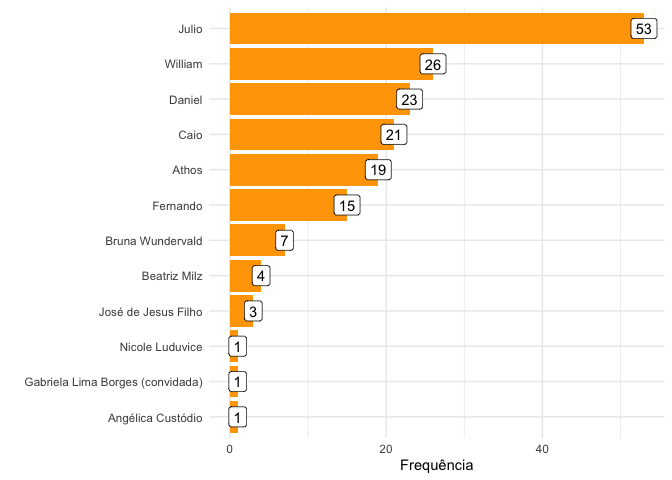 Julio 53
William 26
Daniel 23
Caio 21
Athos 19
Fernando 15
Bruna Wundervald 7
Beatriz Milz 4
José de Jesus Filho 3
Nicole Luduvice 1
Gabriela Lima Borges (convidada) 1
Angélica Custódio 1
0 20 40
Frequência